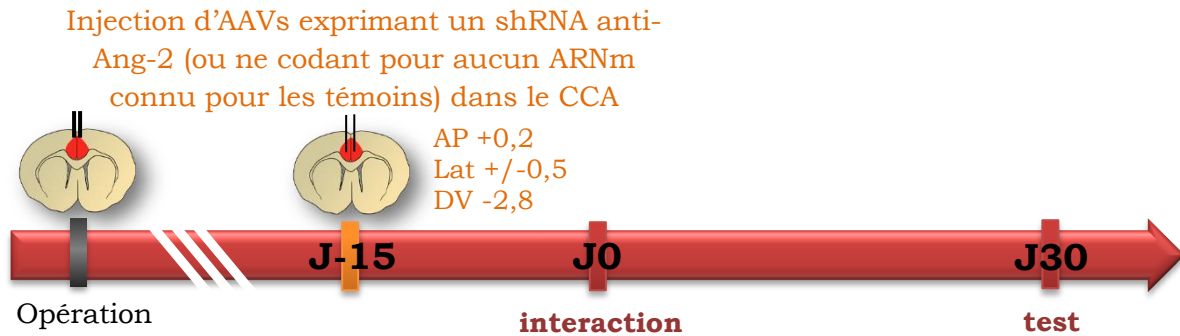 Injection d’AAVs exprimant un shRNA anti-
Ang-2 (ou ne codant pour aucun ARNm
connu pour les témoins) dans le CCA
AP +0,2
Lat +/-0,5
DV -2,8
J-15
J0
J30
Opération
interaction
test